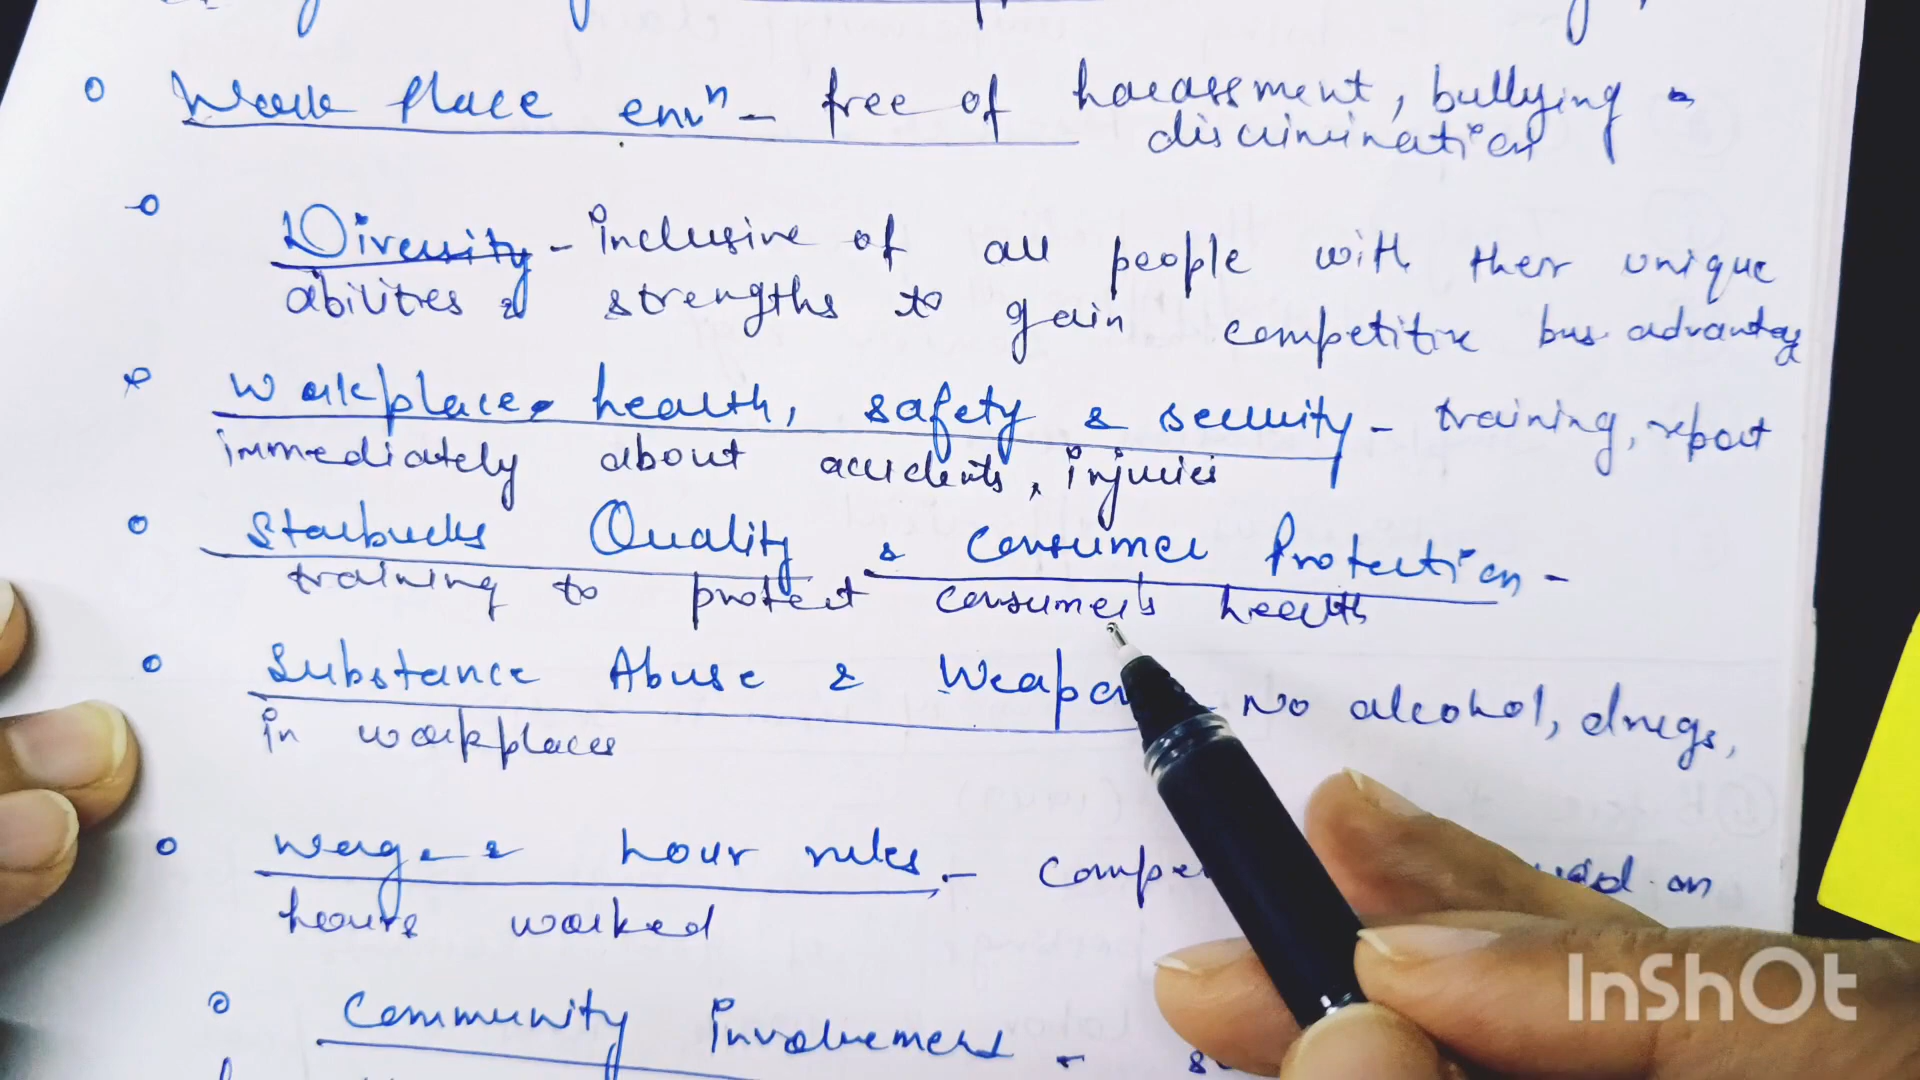 Work place envn - free of harassment, bullying &
discrimination
Diversity - inclusive of all people with their unique
abilities & strengths to gain competitive bus. advantage
Workplace health, safety & security - training, report
immediately about accidents, injuries
Starbucks Quality & Consumer Protection -
training to protect consumer's health
Substance Abuse & - No alcohol, drugs,
in workplaces
Wage & hour rules - on
hours worked
Community Involvement -
InShOt